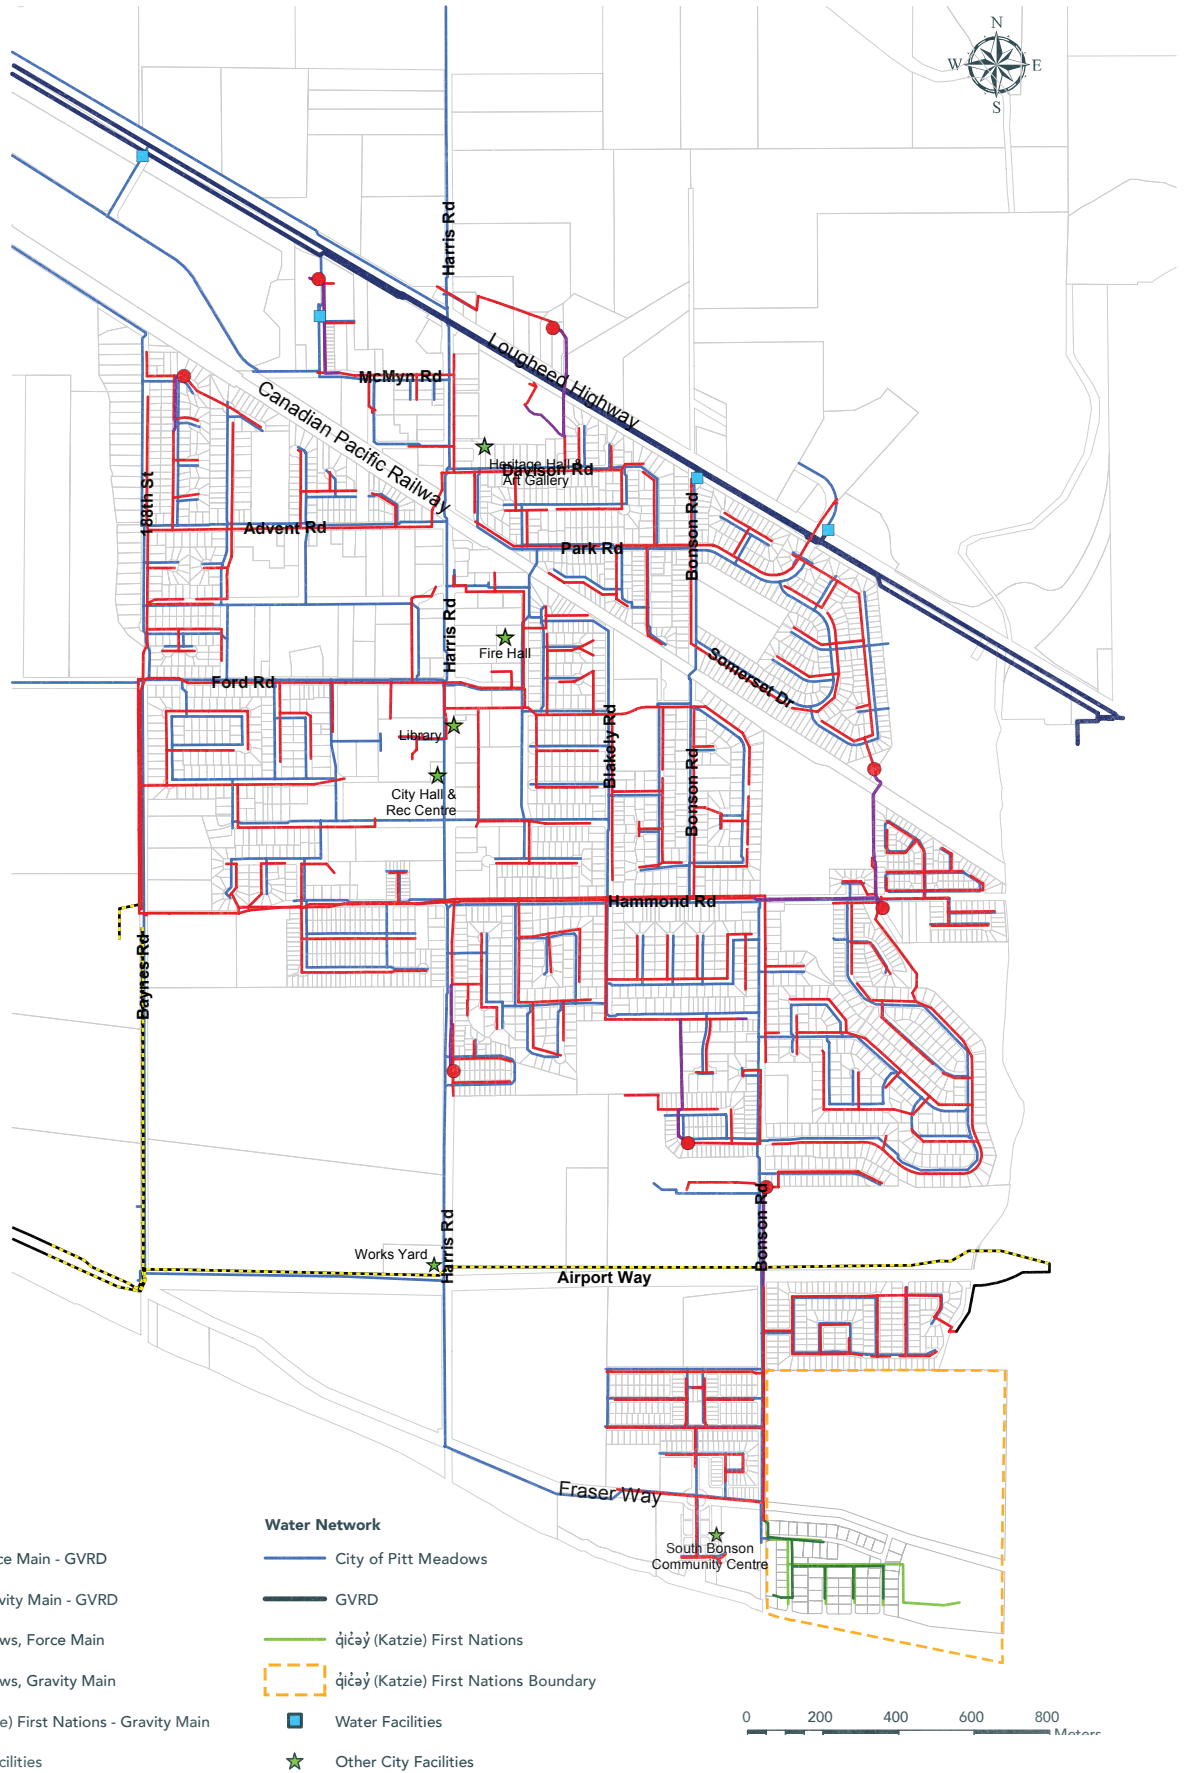 N
W E
S
Harris Rd
Lougheed Highway
McMyn Rd
Canadian Pacific Railway
Heritage Hall &
Art Gallery
Davison Rd
188th St
Advent Rd
Bonson Rd
Park Rd
Harris Rd
Fire Hall
Somerset Dr
Ford Rd
Library
Blakely Rd
Bonson Rd
City Hall &
Rec Centre
Hammond Rd
Baynes Rd
Harris Rd
Bonson Rd
Works Yard
Airport Way
Fraser Way
South Bonson
Community Centre
Water Network
ce Main - GVRD
City of Pitt Meadows
vity Main - GVRD
GVRD
ws, Force Main
q̓ic̓əy̓ (Katzie) First Nations
ws, Gravity Main
q̓ic̓əy̓ (Katzie) First Nations Boundary
e) First Nations - Gravity Main
Water Facilities
cilities
Other City Facilities
0 200 400 600 800
Meters